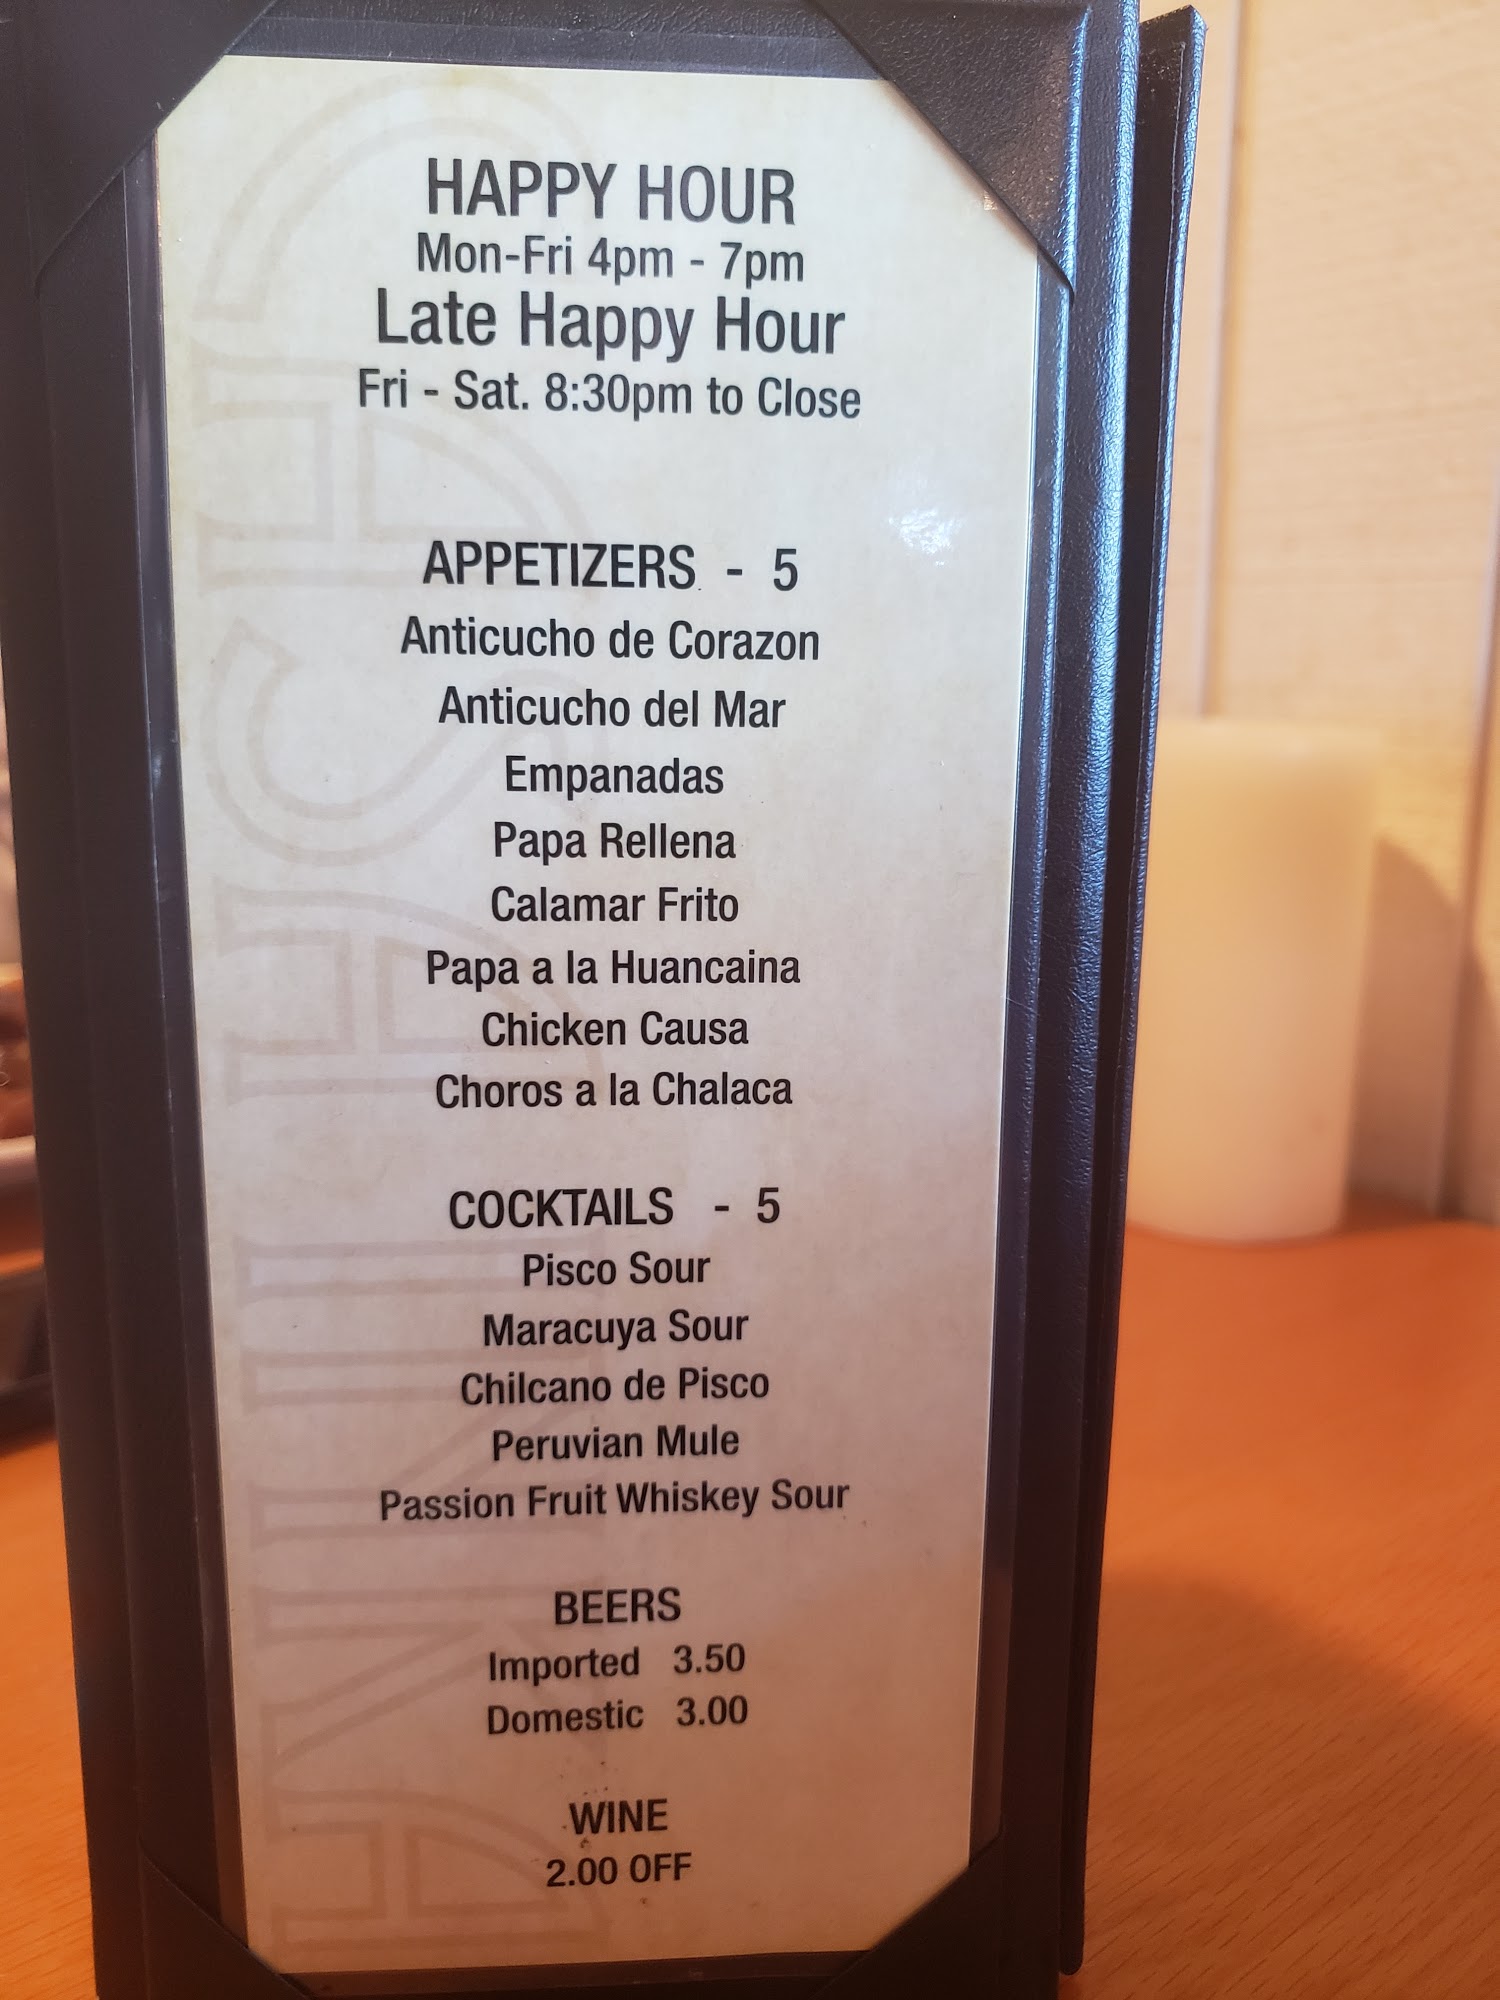 HAPPY HOUR
Mon-Fri 4pm - 7pm
Late Happy Hour
Fri - Sat. 8:30pm to Close
APPETIZERS - 5
Anticucho de Corazon
Anticucho del Mar
Empanadas
Papa Rellena
Calamar Frito
Papa a la Huancaina
Chicken Causa
Choros a la Chalaca
COCKTAILS - 5
Pisco Sour
Maracuya Sour
Chilcano de Pisco
Peruvian Mule
Passion Fruit Whiskey Sour
BEERS
Imported 3.50
Domestic 3.00
WINE
2.00 OFF